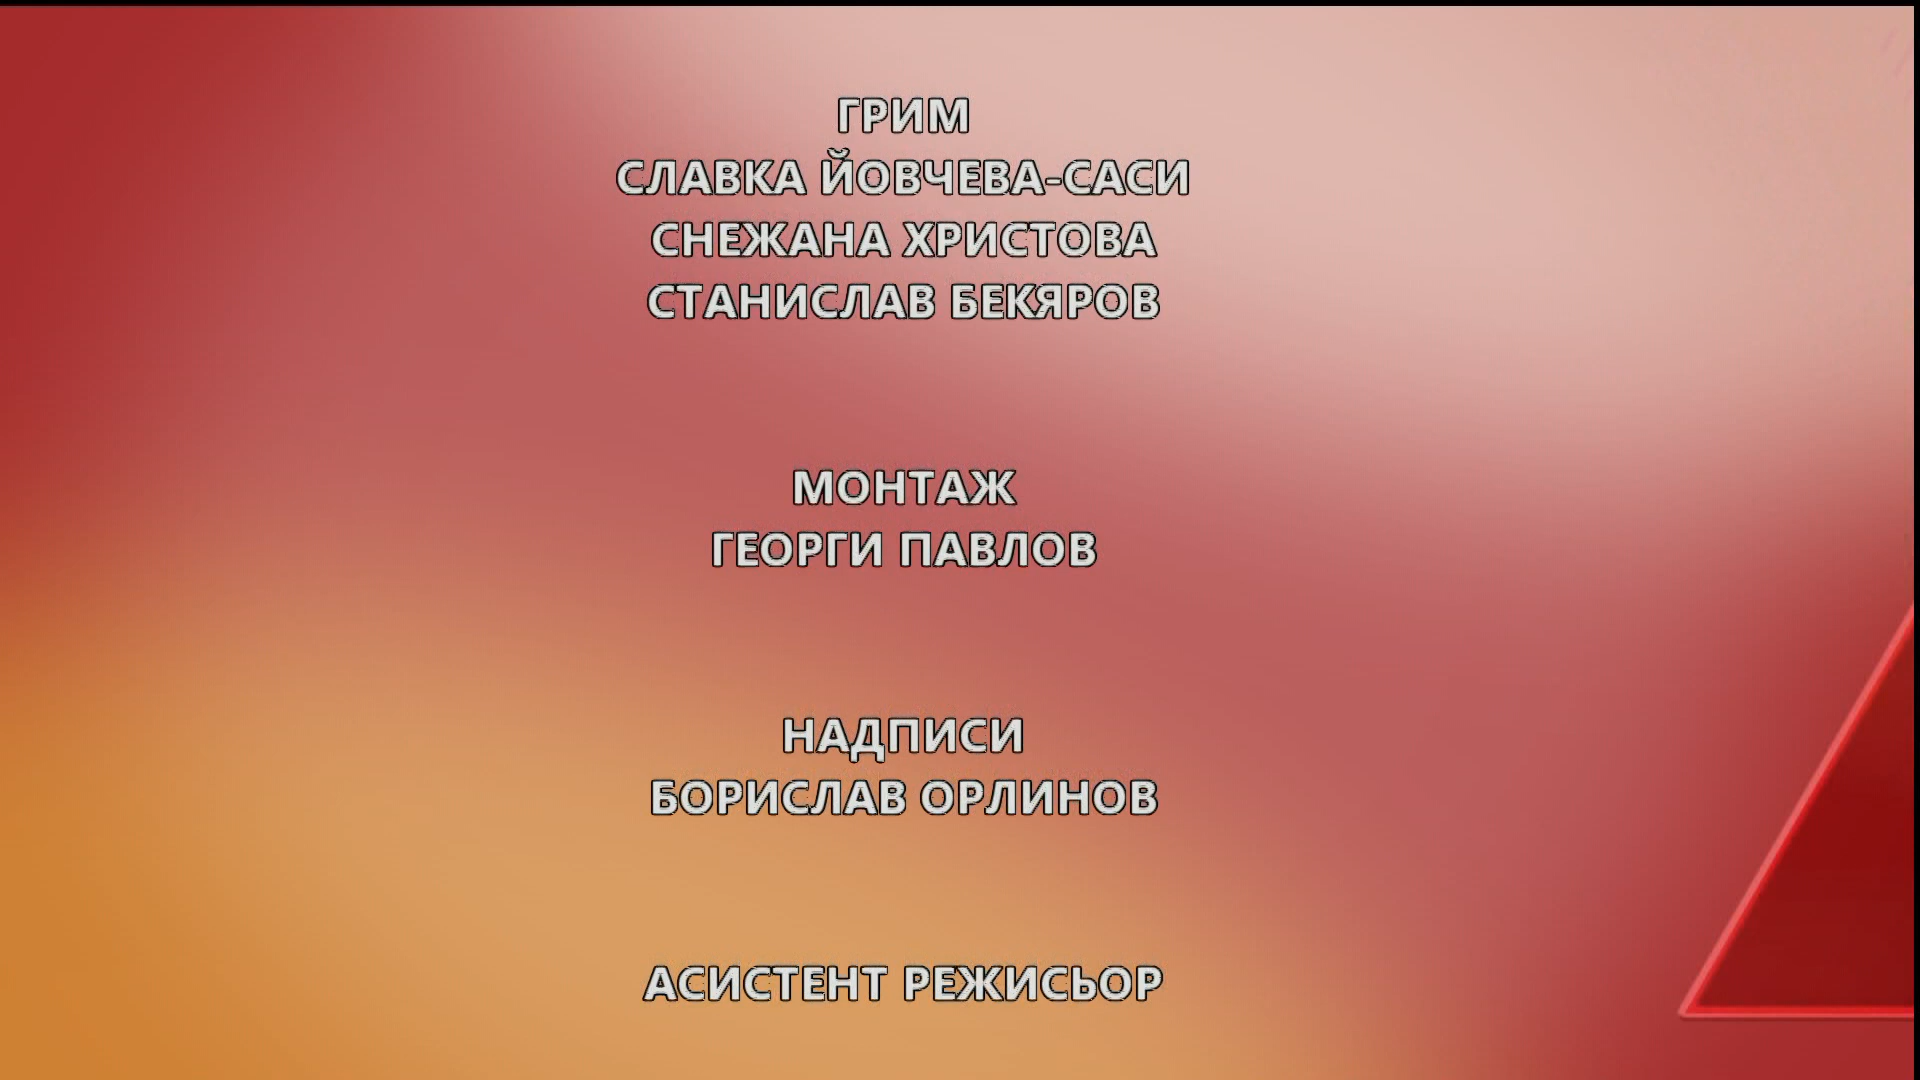 ГРИМ
СЛАВКА ЙОВЧЕВА-САСИ
СНЕЖАНА ХРИСТОВА
СТАНИСЛАВ БЕКЯРОВ
МОНТАЖ
ГЕОРГИ ПАВЛОВ
НАДПИСИ
БОРИСЛАВ ОРЛИНОВ
АСИСТЕНТ РЕЖИСЬОР